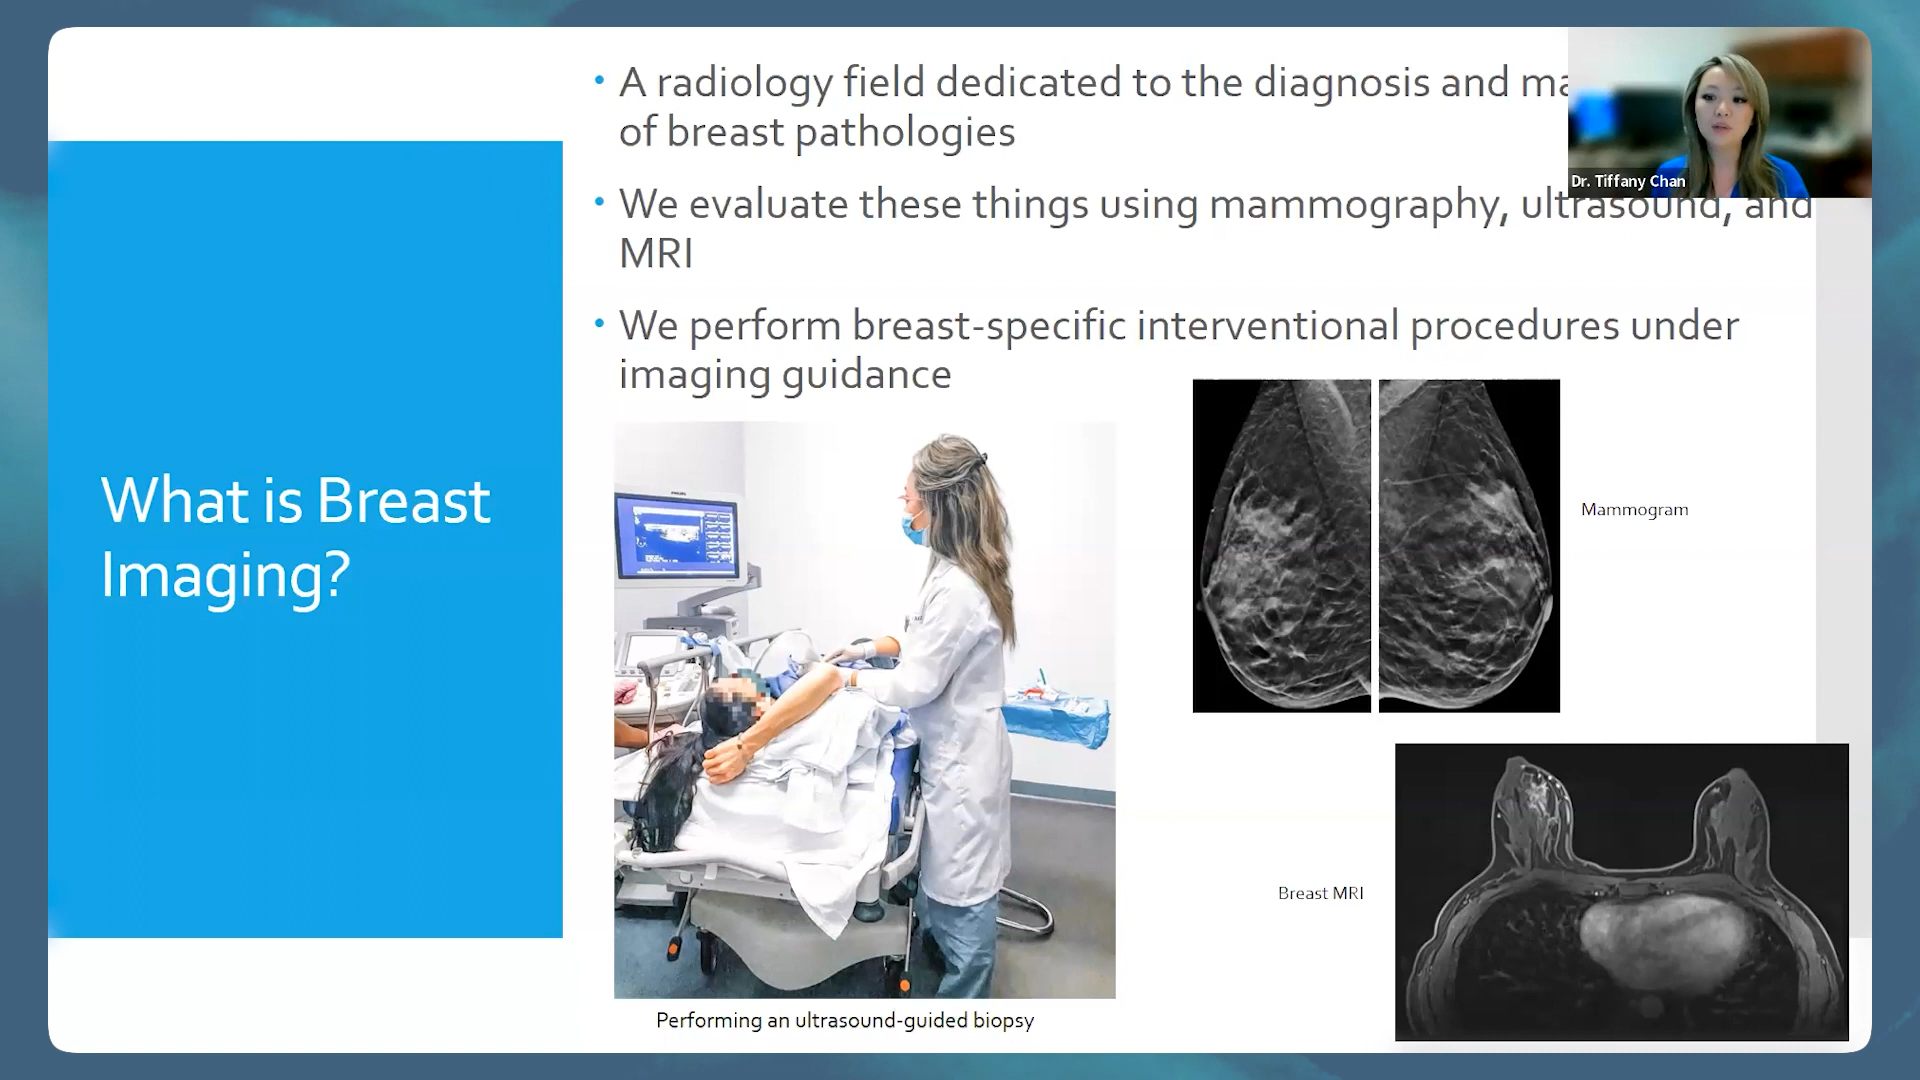 What is Breast
Imaging?
• A radiology field dedicated to the diagnosis and ma
of breast pathologies
• We evaluate these things using mammography, ultrasound, and
MRI
• We perform breast-specific interventional procedures under
imaging guidance
Dr. Tiffany Chan
PHILIPS
Mammogram
Breast MRI
Performing an ultrasound-guided biopsy